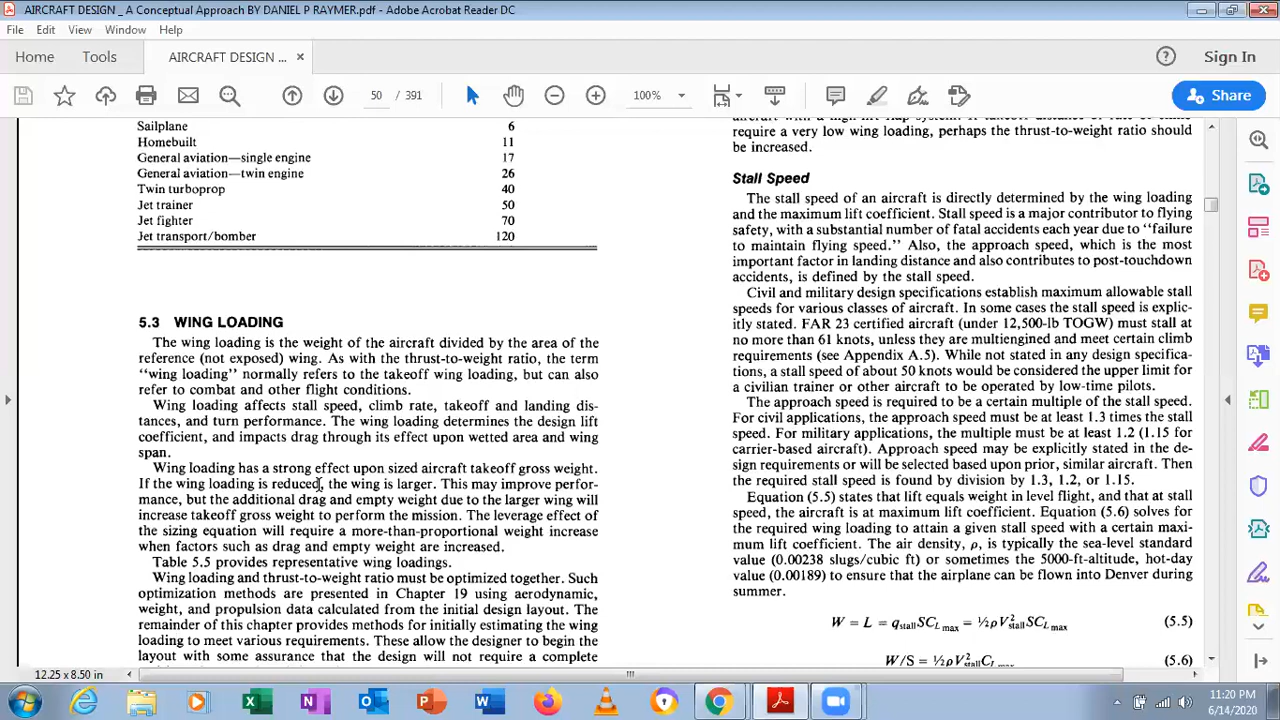 AIRCRAFT DESIGN _ A Conceptual Approach BY DANIEL P RAYMER.pdf - Adobe Acrobat Reader DC
File Edit View Window Help
Home Tools AIRCRAFT DESIGN ... × Sign In
50 / 391 100% Share
Sailplane 6
Homebuilt 11
General aviation—single engine 17
General aviation—twin engine 26
Twin turboprop 40
Jet trainer 50
Jet fighter 70
Jet transport/bomber 120
5.3 WING LOADING
The wing loading is the weight of the aircraft divided by the area of the
reference (not exposed) wing. As with the thrust-to-weight ratio, the term
"wing loading" normally refers to the takeoff wing loading, but can also
refer to combat and other flight conditions.
Wing loading affects stall speed, climb rate, takeoff and landing dis-
tances, and turn performance. The wing loading determines the design lift
coefficient, and impacts drag through its effect upon wetted area and wing
span.
Wing loading has a strong effect upon sized aircraft takeoff gross weight.
If the wing loading is reduced, the wing is larger. This may improve perfor-
mance, but the additional drag and empty weight due to the larger wing will
increase takeoff gross weight to perform the mission. The leverage effect of
the sizing equation will require a more-than-proportional weight increase
when factors such as drag and empty weight are increased.
Table 5.5 provides representative wing loadings.
Wing loading and thrust-to-weight ratio must be optimized together. Such
optimization methods are presented in Chapter 19 using aerodynamic,
weight, and propulsion data calculated from the initial design layout. The
remainder of this chapter provides methods for initially estimating the wing
loading to meet various requirements. These allow the designer to begin the
layout with some assurance that the design will not require a complete
require a very low wing loading, perhaps the thrust-to-weight ratio should
be increased.
Stall Speed
The stall speed of an aircraft is directly determined by the wing loading
and the maximum lift coefficient. Stall speed is a major contributor to flying
safety, with a substantial number of fatal accidents each year due to "failure
to maintain flying speed." Also, the approach speed, which is the most
important factor in landing distance and also contributes to post-touchdown
accidents, is defined by the stall speed.
Civil and military design specifications establish maximum allowable stall
speeds for various classes of aircraft. In some cases the stall speed is explic-
itly stated. FAR 23 certified aircraft (under 12,500-lb TOGW) must stall at
no more than 61 knots, unless they are multiengined and meet certain climb
requirements (see Appendix A.5). While not stated in any design specifica-
tions, a stall speed of about 50 knots would be considered the upper limit for
a civilian trainer or other aircraft to be operated by low-time pilots.
The approach speed is required to be a certain multiple of the stall speed.
For civil applications, the approach speed must be at least 1.3 times the stall
speed. For military applications, the multiple must be at least 1.2 (1.15 for
carrier-based aircraft). Approach speed may be explicitly stated in the
design requirements or will be selected based upon prior, similar aircraft. Then
the required stall speed is found by division by 1.3, 1.2, or 1.15.
Equation (5.5) states that lift equals weight in level flight, and that at stall
speed, the aircraft is at maximum lift coefficient. Equation (5.6) solves for
the required wing loading to attain a given stall speed with a certain maxi-
mum lift coefficient. The air density, ρ, is typically the sea-level standard
value (0.00238 slugs/cubic ft) or sometimes the 5000-ft-altitude, hot-day
value (0.00189) to ensure that the airplane can be flown into Denver during
summer.
W = L = q_stall SC_L max = ½ρV²_stall SC_L max (5.5)
W/S = ½ρV²_stall C_L max (5.6)
12.25 x 8.50 in
11:20 PM
6/14/2020